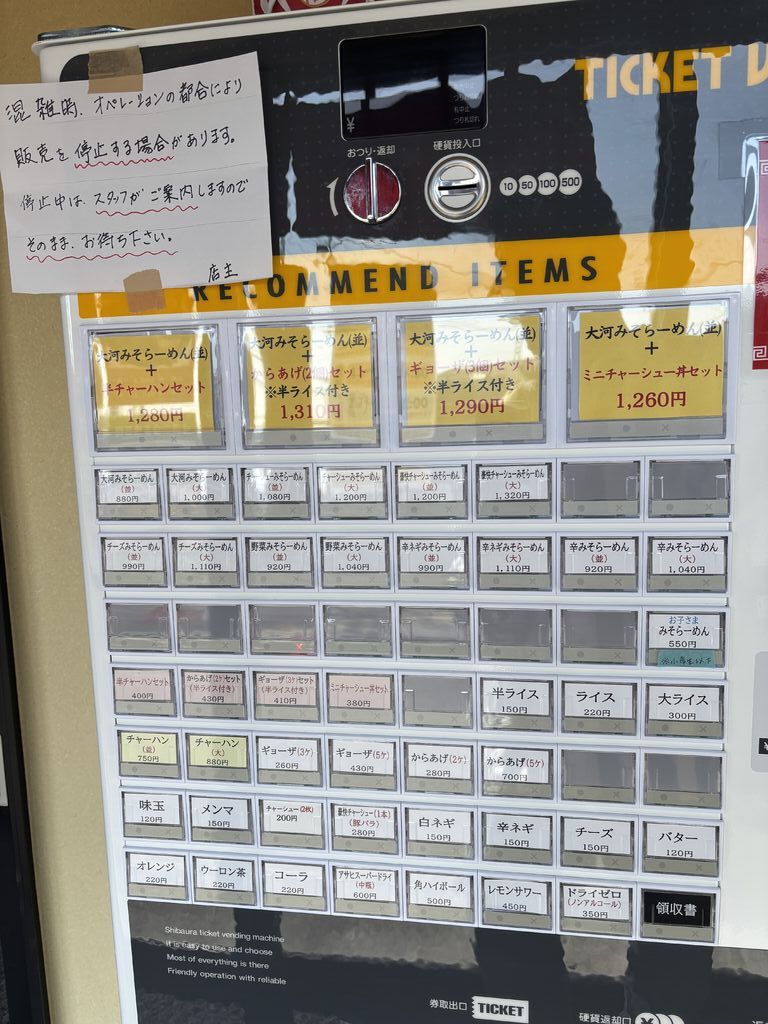 混雑時、オペレーションの都合により
販売を停止する場合があります。
停止中は、スタッフがご案内しますので
そのまま、お待ち下さい。
店主
TICKET V
¥
おつり・返却
硬貨投入口
10 50 100 500
RECOMMEND ITEMS
大河みそらーめん(並)
+
半チャーハンセット
1,280円
大河みそらーめん(並)
+
からあげ(2個)セット
※半ライス付き
1,310円
大河みそらーめん(並)
+
ギョーザ(3個)セット
※半ライス付き
1,290円
大河みそらーめん(並)
+
ミニチャーシュー丼セット
1,260円
大河みそらーめん
(並)
880円
大河みそらーめん
(大)
1,000円
チャーシューみそらーめん
(並)
1,080円
チャーシューみそらーめん
(大)
1,200円
豪快チャーシューみそらーめん
(並)
1,200円
豪快チャーシューみそらーめん
(大)
1,320円
チーズみそらーめん
(並)
990円
チーズみそらーめん
(大)
1,110円
野菜みそらーめん
(並)
920円
野菜みそらーめん
(大)
1,040円
辛ネギみそらーめん
(並)
990円
辛ネギみそらーめん
(大)
1,110円
辛みそらーめん
(並)
920円
辛みそらーめん
(大)
1,040円
お子さま
みそらーめん
550円
※小学生以下
半チャーハンセット
400円
からあげ(2ケ)セット
(半ライス付き)
430円
ギョーザ(3ケ)セット
(半ライス付き)
410円
ミニチャーシュー丼セット
380円
半ライス
150円
ライス
220円
大ライス
300円
チャーハン
(並)
750円
チャーハン
(大)
880円
ギョーザ(3ケ)
260円
ギョーザ(5ケ)
430円
からあげ(2ケ)
280円
からあげ(5ケ)
700円
味玉
120円
メンマ
150円
チャーシュー(2枚)
200円
豪快チャーシュー(1本)
(豚バラ)
280円
白ネギ
150円
辛ネギ
150円
チーズ
150円
バター
120円
オレンジ
220円
ウーロン茶
220円
コーラ
220円
アサヒスーパードライ
(中瓶)
600円
角ハイボール
500円
レモンサワー
450円
ドライゼロ
(ノンアルコール)
350円
領収書
Shibaura ticket vending machine
It is easy to use and choose
Most of everything is there
Friendly operation with reliable
券取出口 TICKET
硬貨返却口 ¥